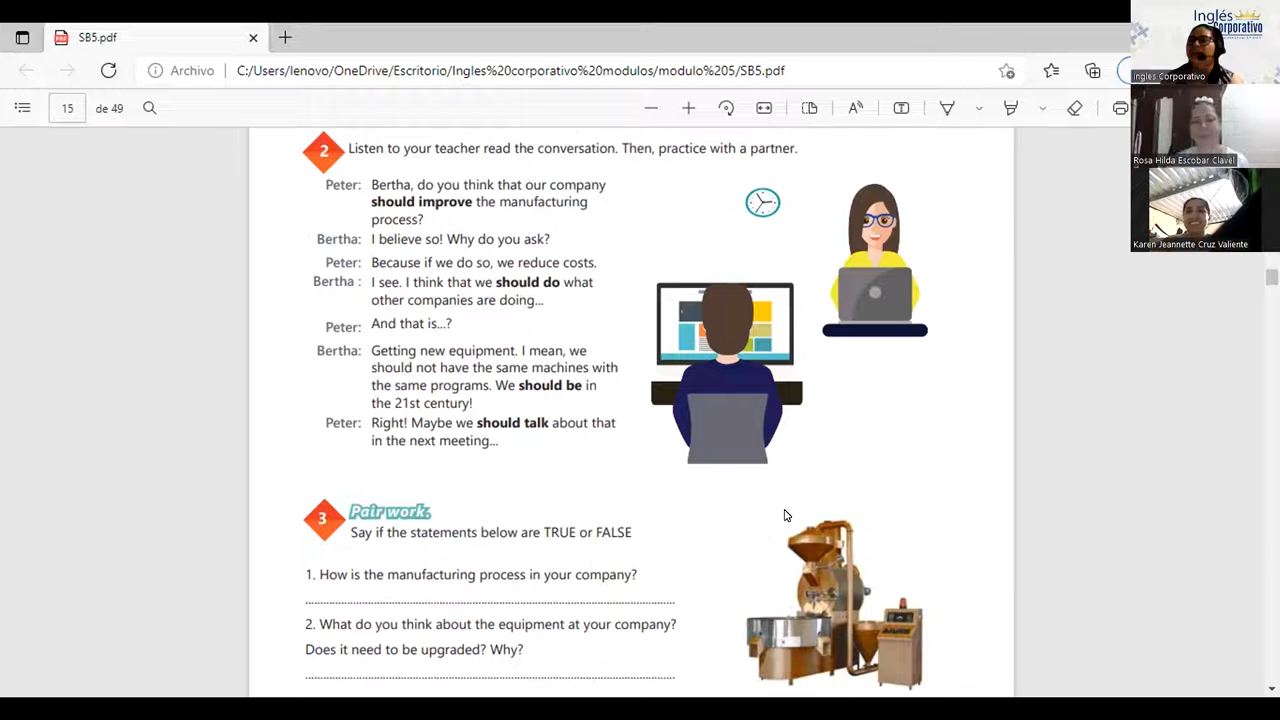 SB5.pdf
Archivo C:/Users/lenovo/OneDrive/Escritorio/Ingles%20corporativo%20modulos/modulo%205/SB5.pdf
15 de 49
2 Listen to your teacher read the conversation. Then, practice with a partner.
Peter: Bertha, do you think that our company
should improve the manufacturing
process?
Bertha: I believe so! Why do you ask?
Peter: Because if we do so, we reduce costs.
Bertha : I see. I think that we should do what
other companies are doing...
Peter: And that is...?
Bertha: Getting new equipment. I mean, we
should not have the same machines with
the same programs. We should be in
the 21st century!
Peter: Right! Maybe we should talk about that
in the next meeting...
3 Pair work.
Say if the statements below are TRUE or FALSE
1. How is the manufacturing process in your company?
2. What do you think about the equipment at your company?
Does it need to be upgraded? Why?
Inglés
Corporativo
Ingles Corporativo
Rosa Hilda Escobar Clavel
Karen Jeannette Cruz Valiente